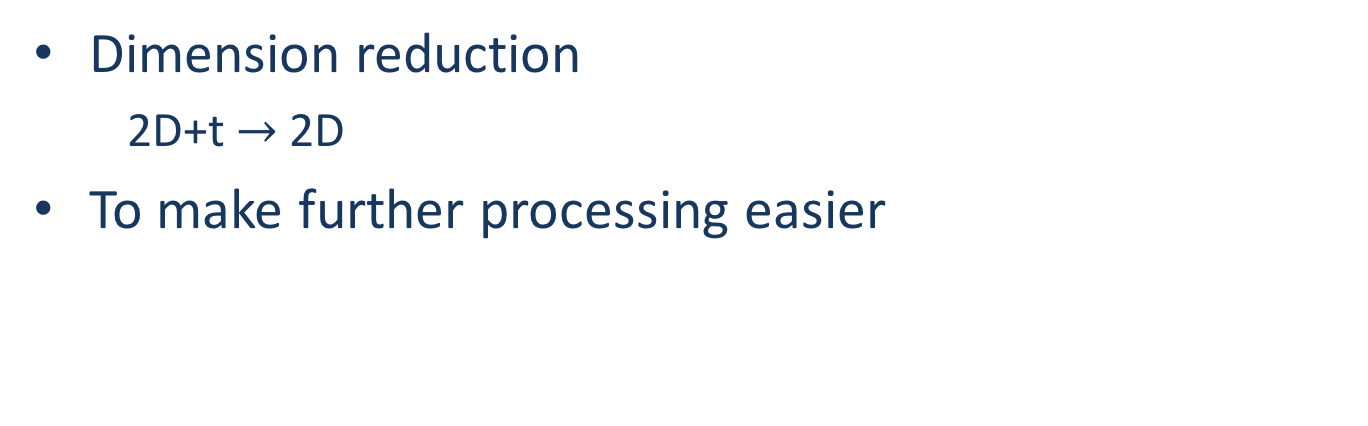 • Dimension reduction
2D+t → 2D
• To make further processing easier